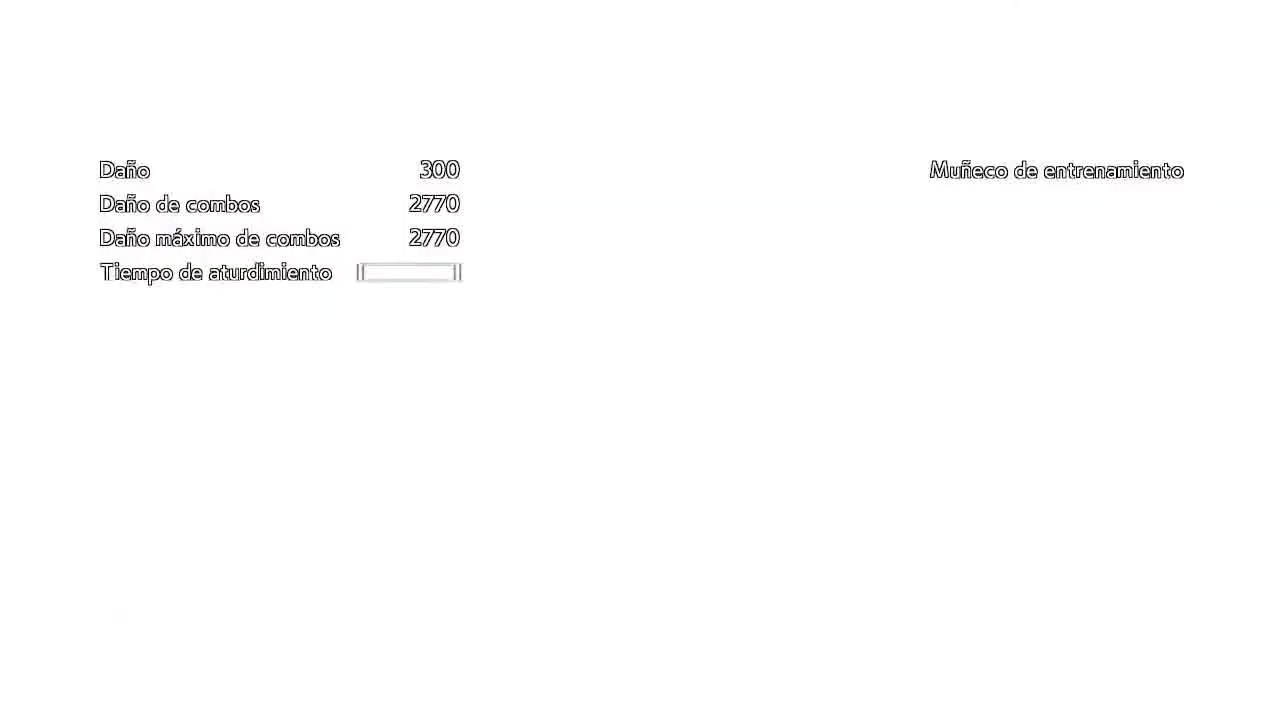 Daño 300 Muñeco de entrenamiento
Daño de combos 2770
Daño máximo de combos 2770
Tiempo de aturdimiento